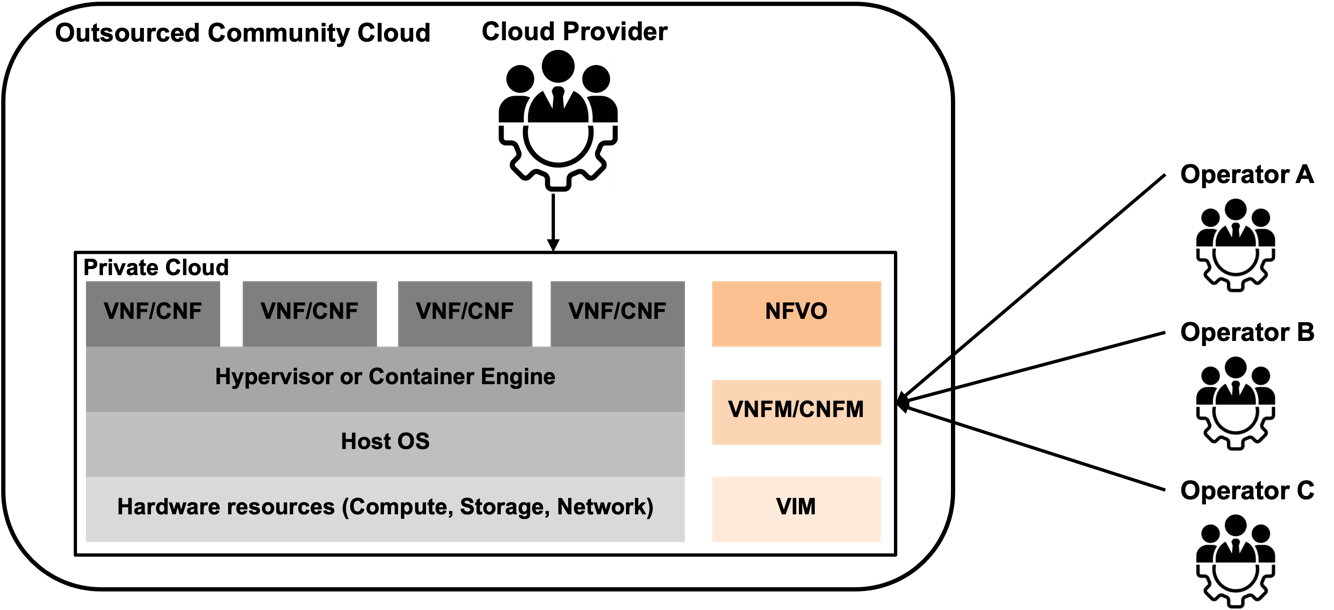 Outsourced Community Cloud
Cloud Provider
Operator A
Private Cloud
VNF/CNF
VNF/CNF
VNF/CNF
VNF/CNF
NFVO
Operator B
Hypervisor or Container Engine
VNFM/CNFM
Host OS
Operator C
Hardware resources (Compute, Storage, Network)
VIM